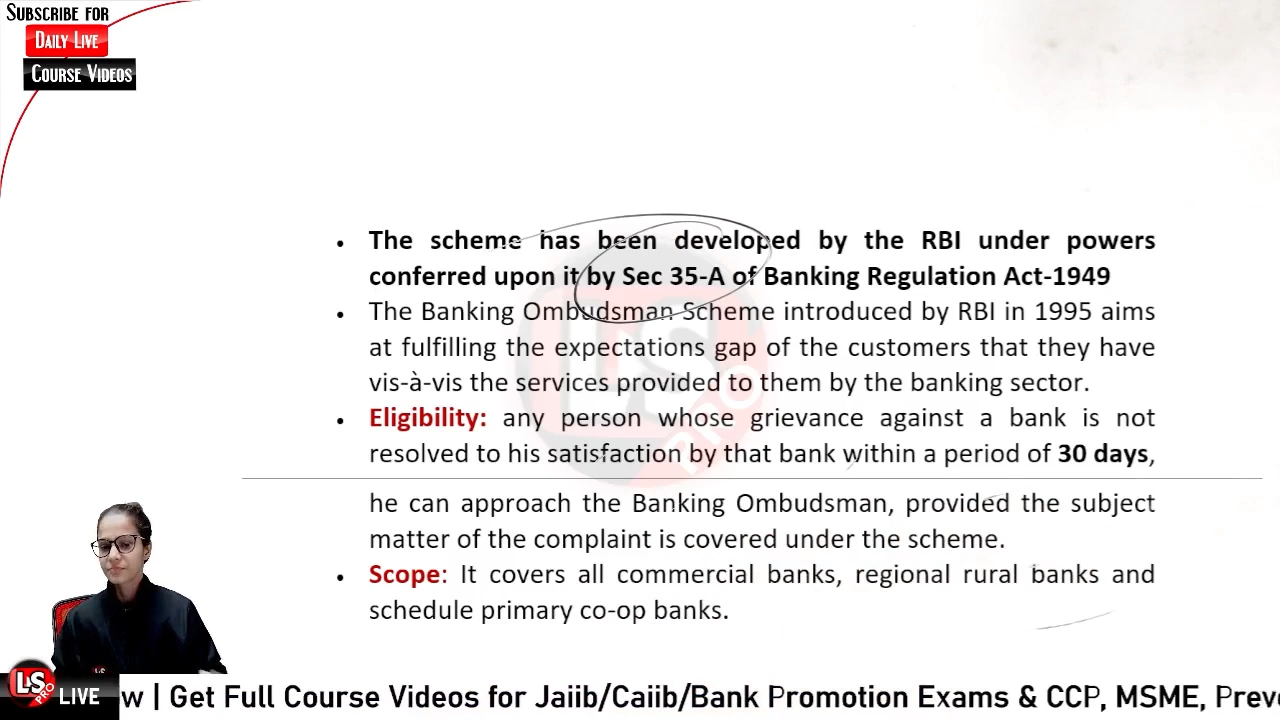 SUBSCRIBE FOR
DAILY LIVE
COURSE VIDEOS
• The scheme has been developed by the RBI under powers
conferred upon it by Sec 35-A of Banking Regulation Act-1949
• The Banking Ombudsman Scheme introduced by RBI in 1995 aims
at fulfilling the expectations gap of the customers that they have
vis-à-vis the services provided to them by the banking sector.
• Eligibility: any person whose grievance against a bank is not
resolved to his satisfaction by that bank within a period of 30 days,
he can approach the Banking Ombudsman, provided the subject
matter of the complaint is covered under the scheme.
• Scope: It covers all commercial banks, regional rural banks and
schedule primary co-op banks.
LS
PRO
LS
PRO
LIVE
w | Get Full Course Videos for Jaiib/Caiib/Bank Promotion Exams & CCP, MSME, Preve